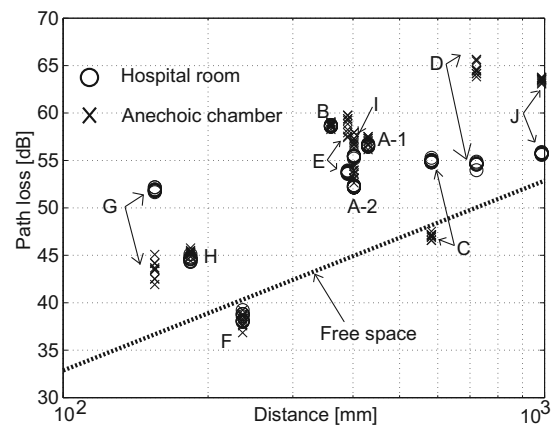 70
65
60
55
50
45
40
35
30
Path loss [dB]
Hospital room
Anechoic chamber
B
I
A-1
E
A-2
D
J
C
G
H
F
Free space
10²
Distance [mm]
10³